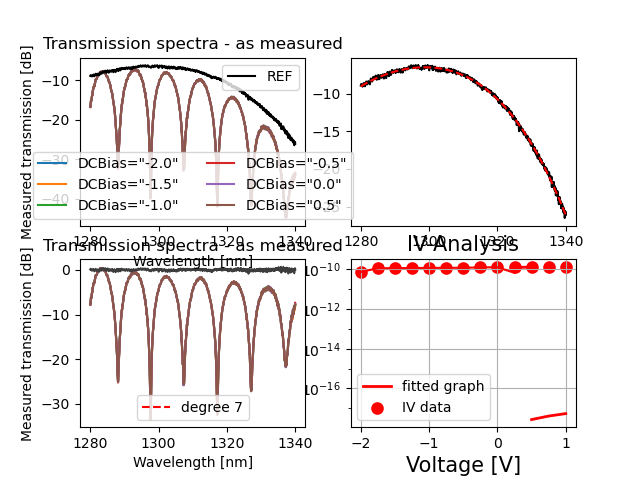 Transmission spectra - as measured
Measured transmission [dB]
−10
−20
−30
−40
REF
DCBias="-2.0"
DCBias="-1.5"
DCBias="-1.0"
DCBias="-0.5"
DCBias="0.0"
DCBias="0.5"
1280 1300 1320 1340
Wavelength [nm]
−10
−15
−25
1280 1300 1320 1340
Transmission spectra - as measured
Measured transmission [dB]
0
−10
−20
−30
degree 7
1280 1300 1320 1340
Wavelength [nm]
IV Analysis
10−10
10−12
10−14
10−16
fitted graph
IV data
−2 −1 0 1
Voltage [V]